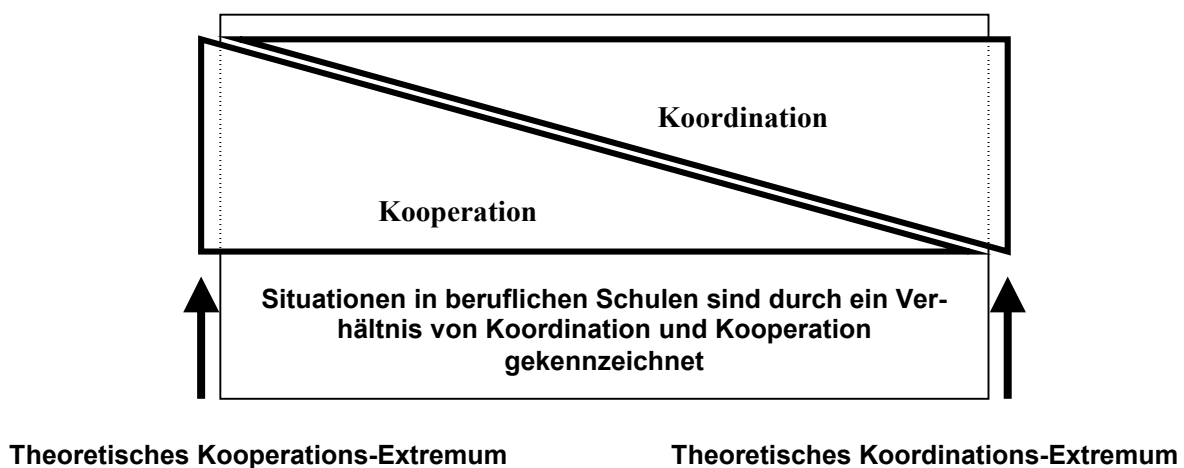 Koordination
Kooperation
Situationen in beruflichen Schulen sind durch ein Ver-
hältnis von Koordination und Kooperation
gekennzeichnet
Theoretisches Kooperations-Extremum
Theoretisches Koordinations-Extremum